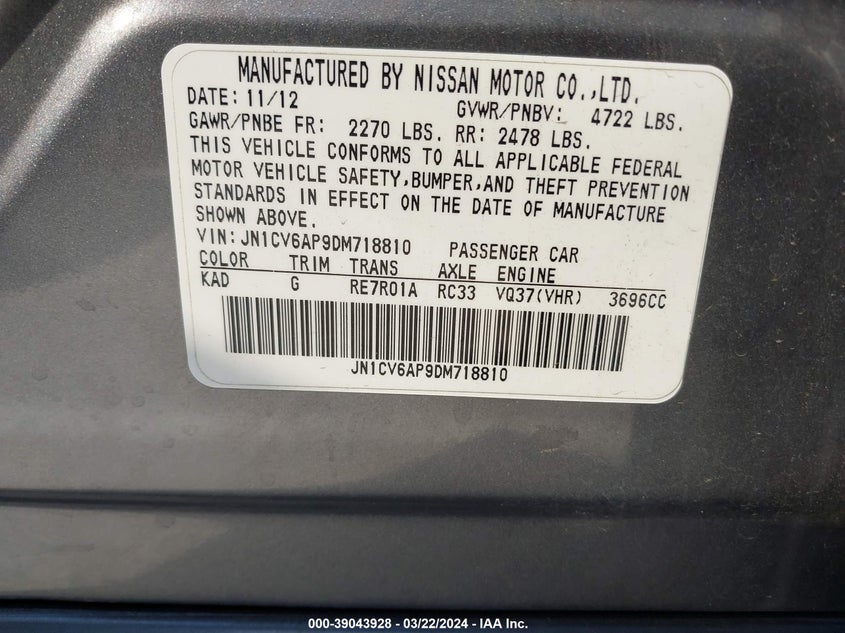 MANUFACTURED BY NISSAN MOTOR CO.,LTD.
DATE: 11/12 GVWR/PNBV: 4722 LBS.
GAWR/PNBE FR: 2270 LBS. RR: 2478 LBS.
THIS VEHICLE CONFORMS TO ALL APPLICABLE FEDERAL
MOTOR VEHICLE SAFETY,BUMPER,AND THEFT PREVENTION
STANDARDS IN EFFECT ON THE DATE OF MANUFACTURE
SHOWN ABOVE.
VIN:JN1CV6AP9DM718810 PASSENGER CAR
COLOR TRIM TRANS AXLE ENGINE
KAD G RE7R01A RC33 VQ37(VHR) 3696CC
JN1CV6AP9DM718810
000-39043928 - 03/22/2024 - IAA Inc.